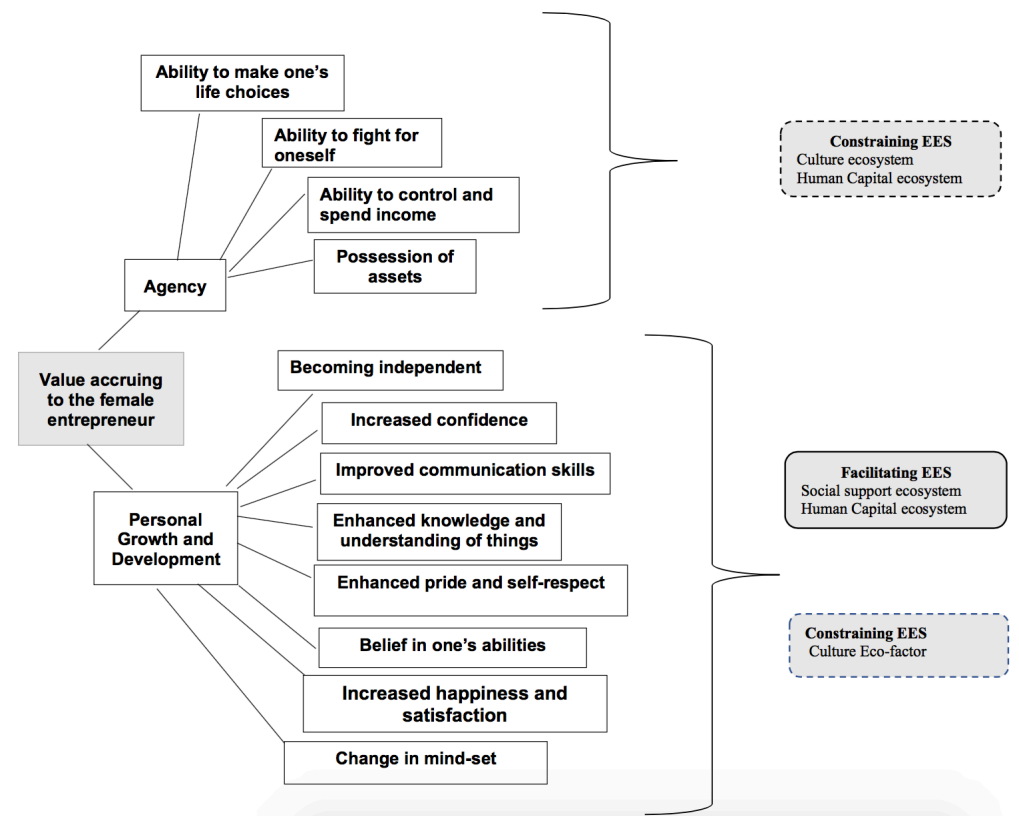 Ability to make one's
life choices
Ability to fight for
oneself
Ability to control and
spend income
Possession of
assets
Agency
Constraining EES
Culture ecosystem
Human Capital ecosystem
Value accruing
to the female
entrepreneur
Becoming independent
Increased confidence
Improved communication skills
Enhanced knowledge and
understanding of things
Enhanced pride and self-respect
Belief in one's abilities
Increased happiness and
satisfaction
Change in mind-set
Personal
Growth and
Development
Facilitating EES
Social support ecosystem
Human Capital ecosystem
Constraining EES
Culture Eco-factor